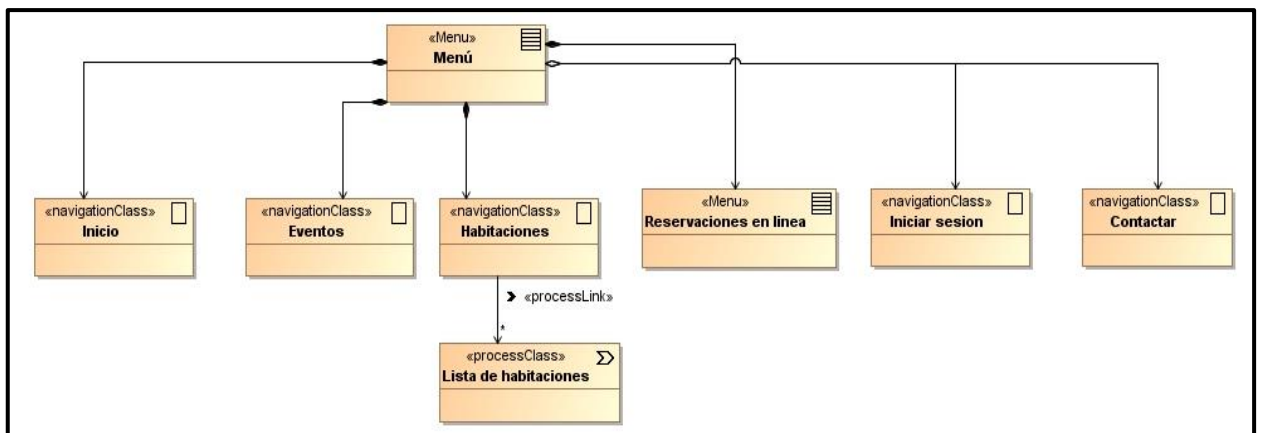 «Menu»
Menú
«navigationClass»
Inicio
«navigationClass»
Eventos
«navigationClass»
Habitaciones
«Menu»
Reservaciones en linea
«navigationClass»
Iniciar sesion
«navigationClass»
Contactar
«processLink»
*
«processClass»
Lista de habitaciones